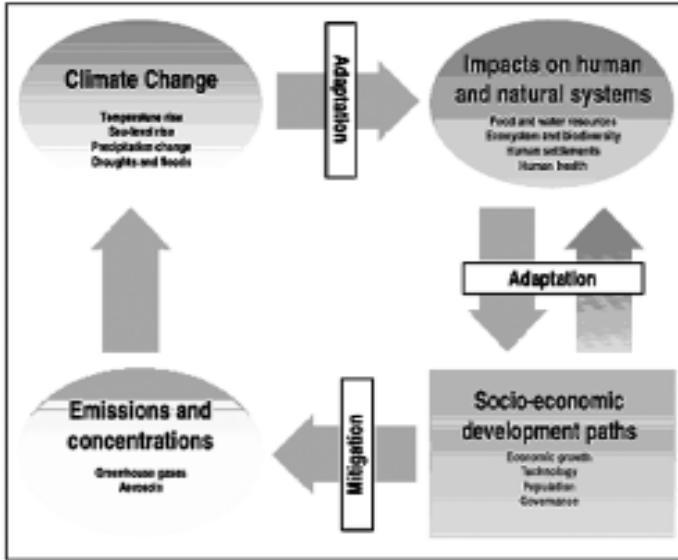 Climate Change
Temperature rise
Sea-level rise
Precipitation change
Droughts and floods
Adaptation
Impacts on human
and natural systems
Food and water resources
Ecosystem and biodiversity
Human settlements
Human health
Adaptation
Emissions and
concentrations
Greenhouse gases
Aerosols
Mitigation
Socio-economic
development paths
Economic growth
Technology
Population
Governance